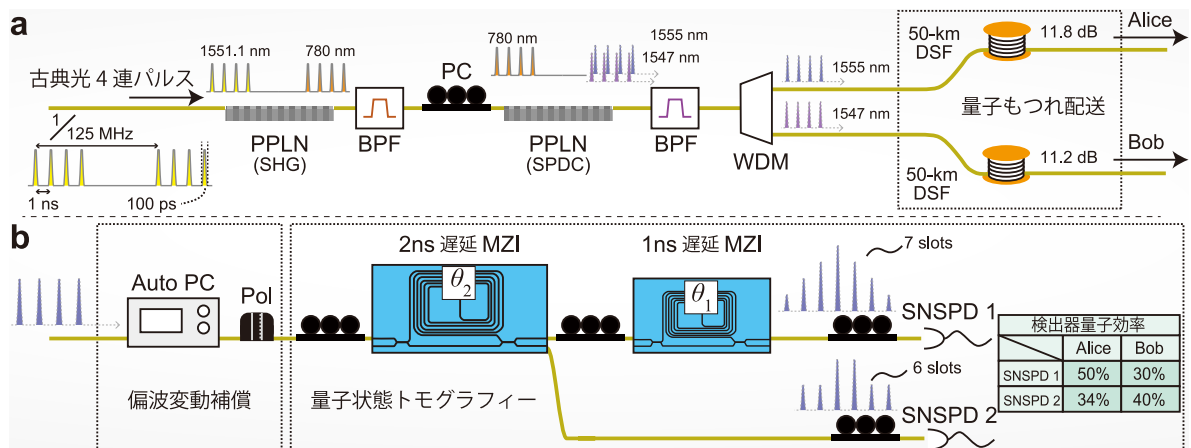 a
古典光４連パルス
1551.1 nm
780 nm
PC
780 nm
1555 nm
1547 nm
1555 nm
1547 nm
50-km
DSF
11.8 dB
Alice
量子もつれ配送
50-km
DSF
11.2 dB
Bob
PPLN
(SHG)
BPF
PPLN
(SPDC)
BPF
WDM
1/125 MHz
1 ns
100 ps
b
Auto PC
Pol
偏波変動補償
2ns 遅延 MZI
θ2
1ns 遅延 MZI
θ1
量子状態トモグラフィー
7 slots
SNSPD 1
6 slots
SNSPD 2
検出器量子効率
Alice Bob
SNSPD 1 50% 30%
SNSPD 2 34% 40%